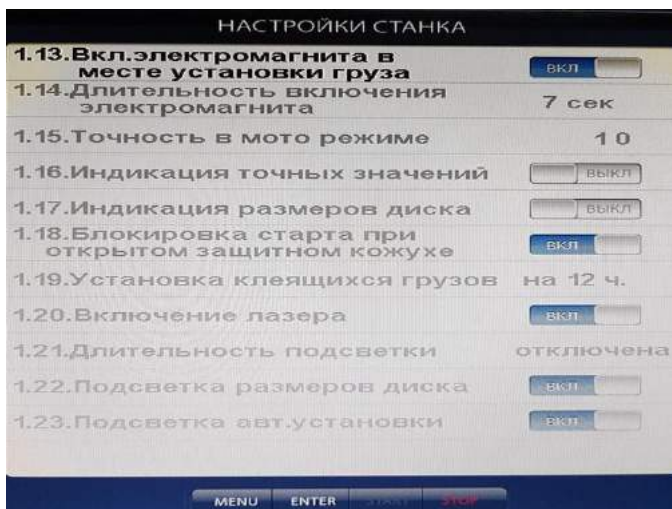 НАСТРОЙКИ СТАНКА
1.13.Вкл.электромагнита в ВКЛ
месте установки груза
1.14.Длительность включения 7 сек
электромагнита
1.15.Точность в мото режиме 10
1.16.Индикация точных значений ВЫКЛ
1.17.Индикация размеров диска ВЫКЛ
1.18.Блокировка старта при ВКЛ
открытом защитном кожухе
1.19.Установка клеящихся грузов на 12 ч.
1.20.Включение лазера ВКЛ
1.21.Длительность подсветки отключена
1.22.Подсветка размеров диска ВКЛ
1.23.Подсветка авт.установки ВКЛ
MENU ENTER START STOP